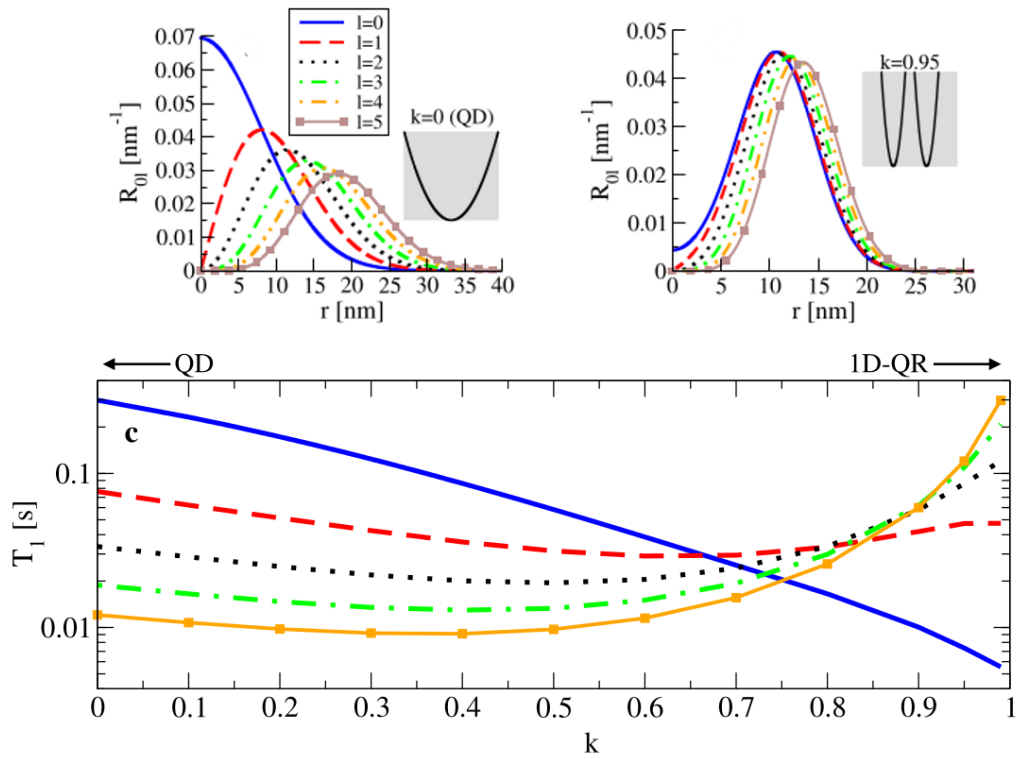 0.07
0.06
0.05
0.04
0.03
0.02
0.01
0
R0l [nm-1]
0 5 10 15 20 25 30 35 40
r [nm]
l=0
l=1
l=2
l=3
l=4
l=5
k=0 (QD)
0.05
0.04
0.03
0.02
0.01
0
R0l [nm-1]
0 5 10 15 20 25 30
r [nm]
k=0.95
QD
1D-QR
c
0.1
0.01
T1 [s]
0 0.1 0.2 0.3 0.4 0.5 0.6 0.7 0.8 0.9 1
k